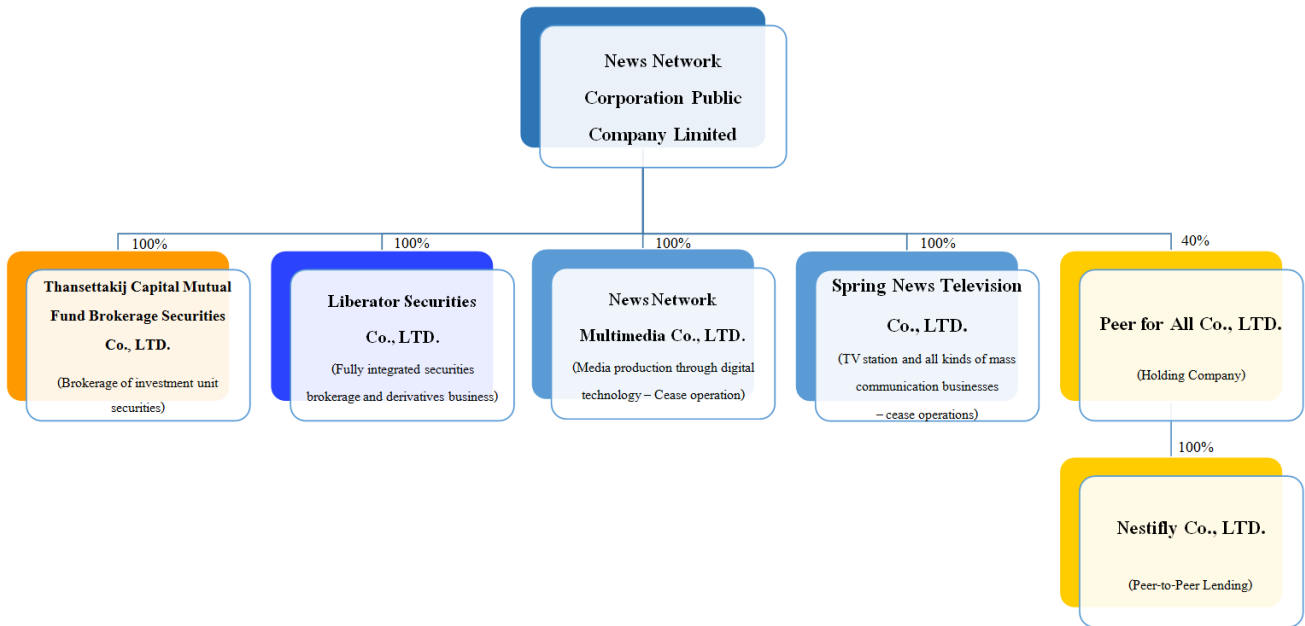 News Network
Corporation Public
Company Limited
100%
100%
100%
100%
40%
Thansettakij Capital Mutual
Fund Brokerage Securities
Co., LTD.
(Brokerage of investment unit
securities)
Liberator Securities
Co., LTD.
(Fully integrated securities
brokerage and derivatives business)
News Network
Multimedia Co., LTD.
(Media production through digital
technology – Cease operation)
Spring News Television
Co., LTD.
(TV station and all kinds of mass
communication businesses
– cease operations)
Peer for All Co., LTD.
(Holding Company)
100%
Nestifly Co., LTD.
(Peer-to-Peer Lending)